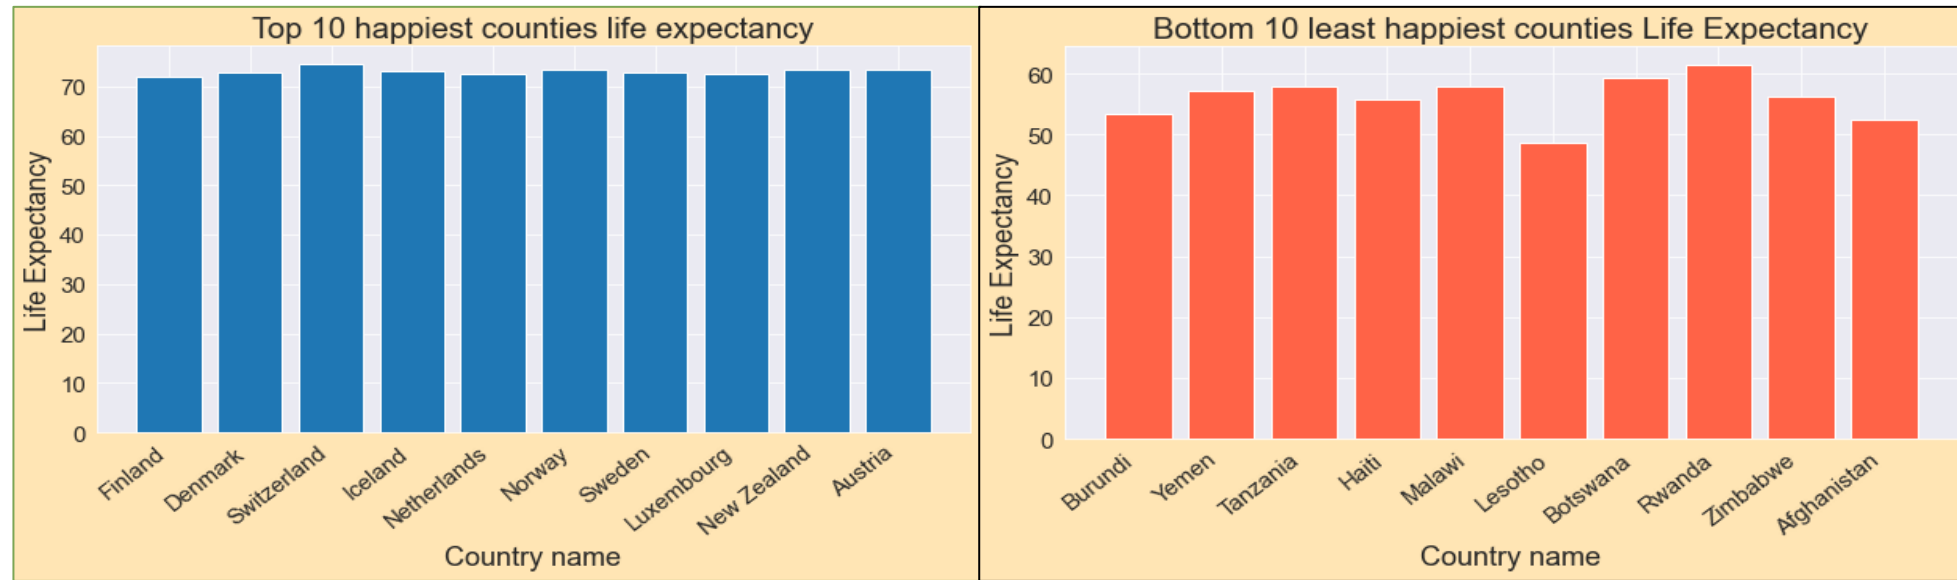 Top 10 happiest counties life expectancy
Life Expectancy
70
60
50
40
30
20
10
0
Finland
Denmark
Switzerland
Iceland
Netherlands
Norway
Sweden
Luxembourg
New Zealand
Austria
Country name
Bottom 10 least happiest counties Life Expectancy
Life Expectancy
60
50
40
30
20
10
0
Burundi
Yemen
Tanzania
Haiti
Malawi
Lesotho
Botswana
Rwanda
Zimbabwe
Afghanistan
Country name